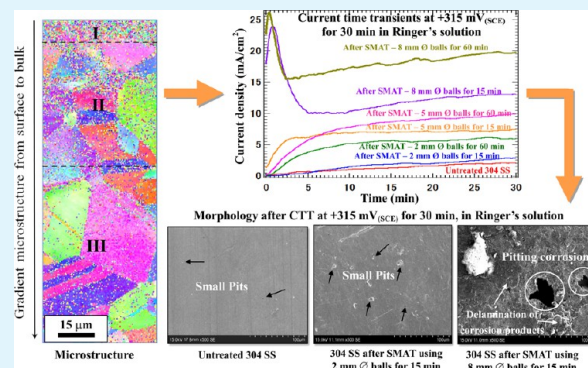 Gradient microstructure from surface to bulk
I
II
III
15 µm
Microstructure
Current time transients at +315 mV(SCE)
for 30 min in Ringer's solution
Current density (mA/cm²)
25
20
15
10
5
0
After SMAT – 8 mm Ø balls for 60 min
After SMAT – 8 mm Ø balls for 15 min
After SMAT – 5 mm Ø balls for 60 min
After SMAT – 5 mm Ø balls for 15 min
After SMAT – 2 mm Ø balls for 60 min
After SMAT – 2 mm Ø balls for 15 min
Untreated 304 SS
0 5 10 15 20 25 30
Time (min)
Morphology after CTT at +315 mV(SCE) for 30 min, in Ringer's solution
Small Pits
Small Pits
Pitting corrosion
Delamination of
corrosion products
Untreated 304 SS
304 SS after SMAT using
2 mm Ø balls for 15 min
304 SS after SMAT using
8 mm Ø balls for 15 min